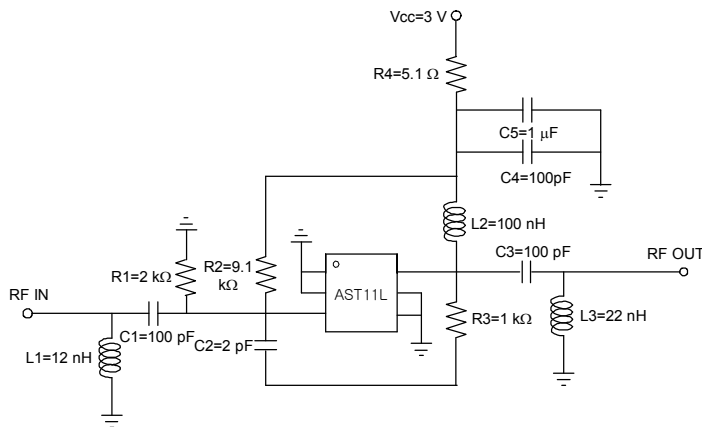 Vcc=3 V
R4=5.1 Ω
C5=1 μF
C4=100pF
L2=100 nH
C3=100 pF
RF OUT
R1=2 kΩ
R2=9.1
kΩ
AST11L
RF IN
C1=100 pF
R3=1 kΩ
L3=22 nH
C2=2 pF
L1=12 nH